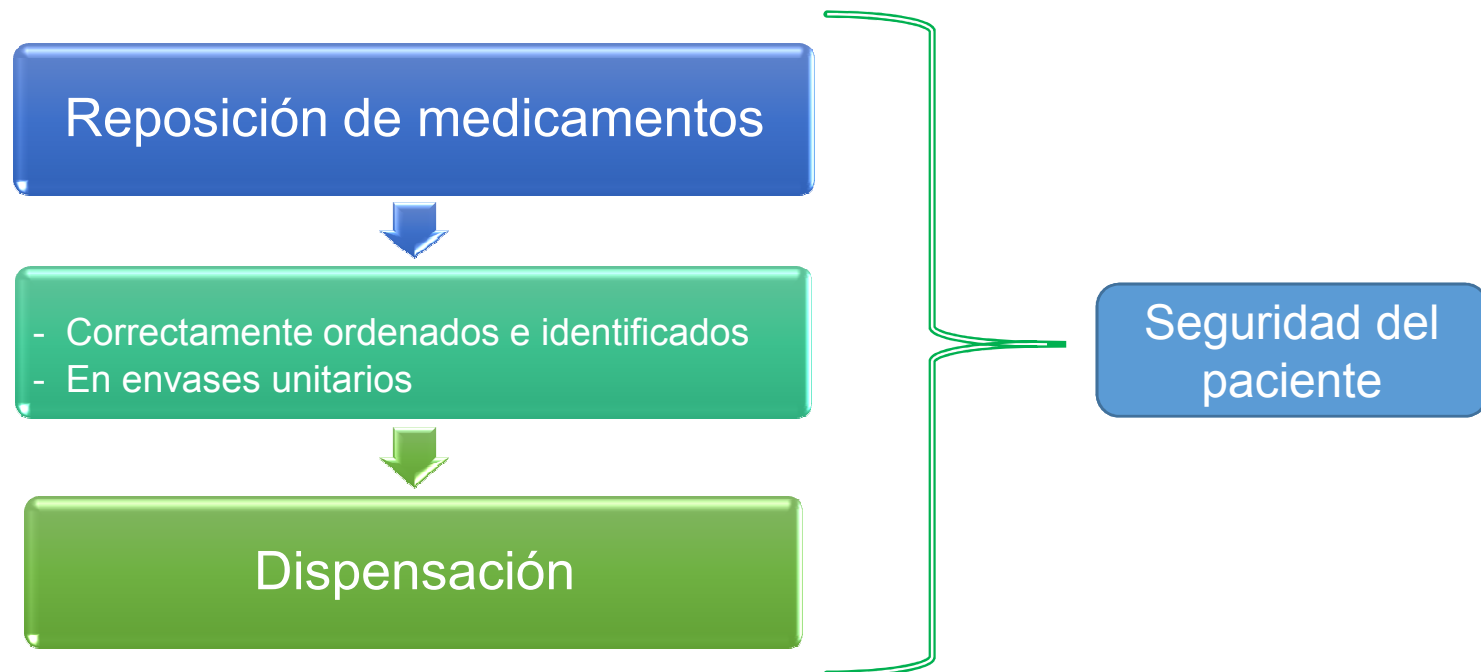 Reposición de medicamentos
- Correctamente ordenados e identificados
- En envases unitarios
Dispensación
Seguridad del
paciente